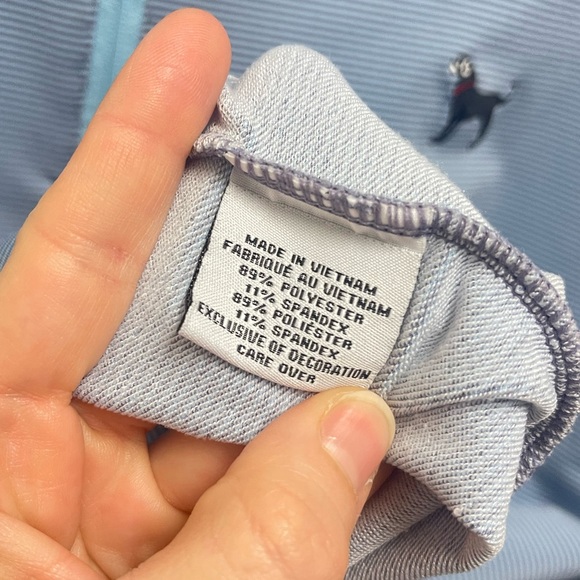 MADE IN VIETNAM
FABRIQUÉ AU VIETNAM
89% POLYESTER
11% SPANDEX
89% POLIÉSTER
11% SPANDEX
EXCLUSIVE OF DECORATION
CARE OVER